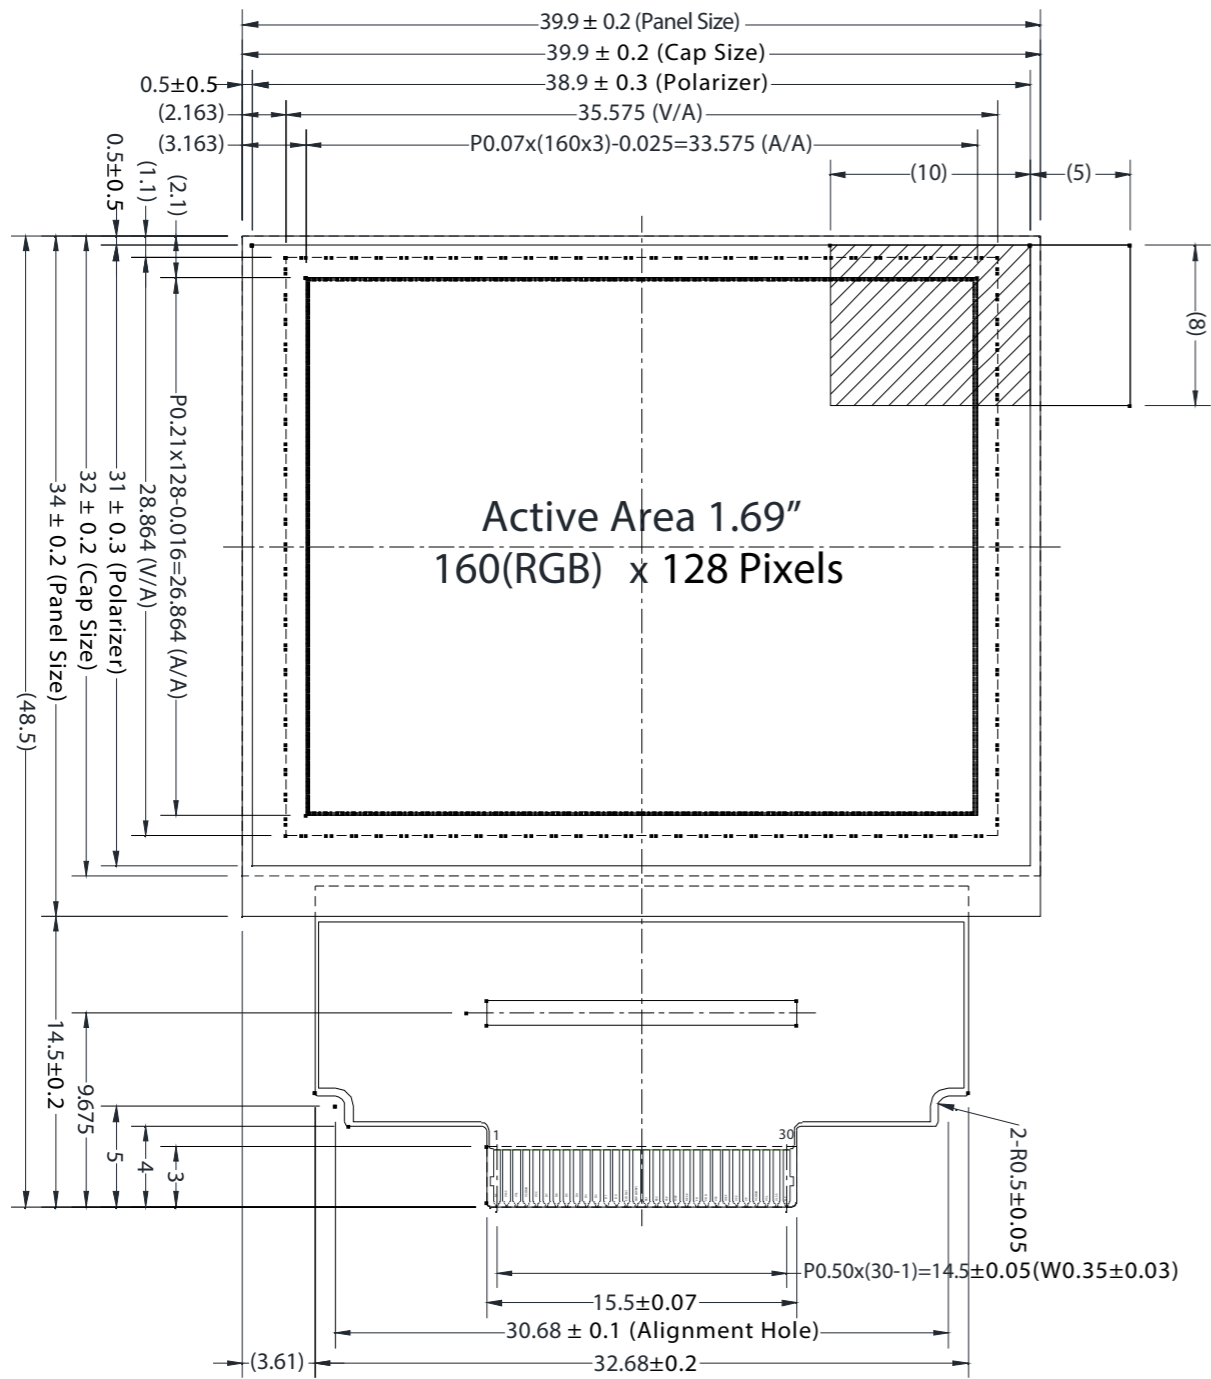 39.9 ± 0.2 (Panel Size)
39.9 ± 0.2 (Cap Size)
0.5±0.5
38.9 ± 0.3 (Polarizer)
(2.163)
35.575 (V/A)
(3.163)
P0.07x(160x3)-0.025=33.575 (A/A)
0.5±0.5
(1.1)
(2.1)
(10)
(5)
(8)
P0.21x128-0.016=26.864 (A/A)
28.864 (V/A)
31 ± 0.3 (Polarizer)
32 ± 0.2 (Cap Size)
34 ± 0.2 (Panel Size)
(48.5)
Active Area 1.69”
160(RGB) x 128 Pixels
14.5±0.2
9.675
5
4
3
1
30
2-R0.5±0.05
P0.50x(30-1)=14.5±0.05(W0.35±0.03)
15.5±0.07
30.68 ± 0.1 (Alignment Hole)
(3.61)
32.68±0.2